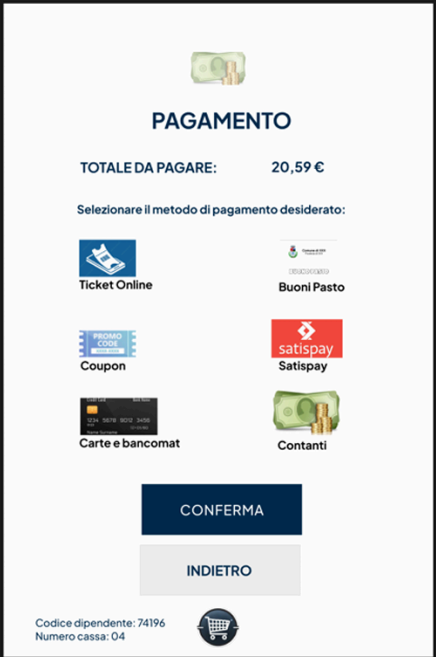 PAGAMENTO
TOTALE DA PAGARE: 20,59 €
Selezionare il metodo di pagamento desiderato:
Ticket Online
Buoni Pasto
PROMO
CODE
Coupon
satispay
Satispay
1234 5678 9012 3456
Carte e bancomat
Contanti
CONFERMA
INDIETRO
Codice dipendente: 74196
Numero cassa: 04